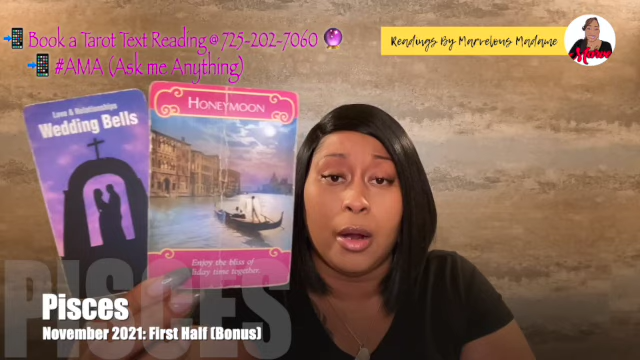 Book a Tarot Text Reading @ 725-202-7060
#AMA (Ask me Anything)
Readings By Marvelous Madame
Love & Relationships
Wedding Bells
HONEYMOON
Enjoy the bliss of
time together.
PISCES
Pisces
November 2021: First Half (Bonus)